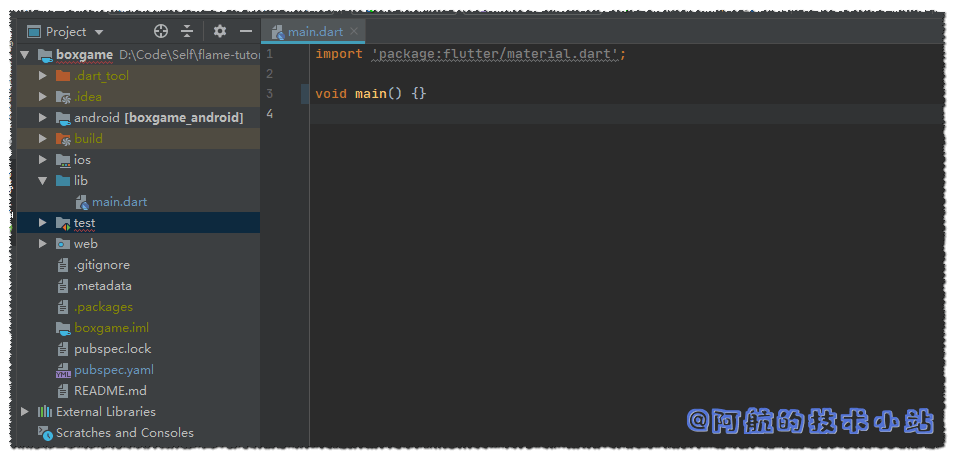 Project
main.dart
boxgame D:\Code\Self\flame-tutor
.dart_tool
.idea
android [boxgame_android]
build
ios
lib
main.dart
test
web
.gitignore
.metadata
.packages
boxgame.iml
pubspec.lock
YML pubspec.yaml
README.md
External Libraries
Scratches and Consoles
1 import 'package:flutter/material.dart';
2
3 void main() {}
4
@阿航的技术小站